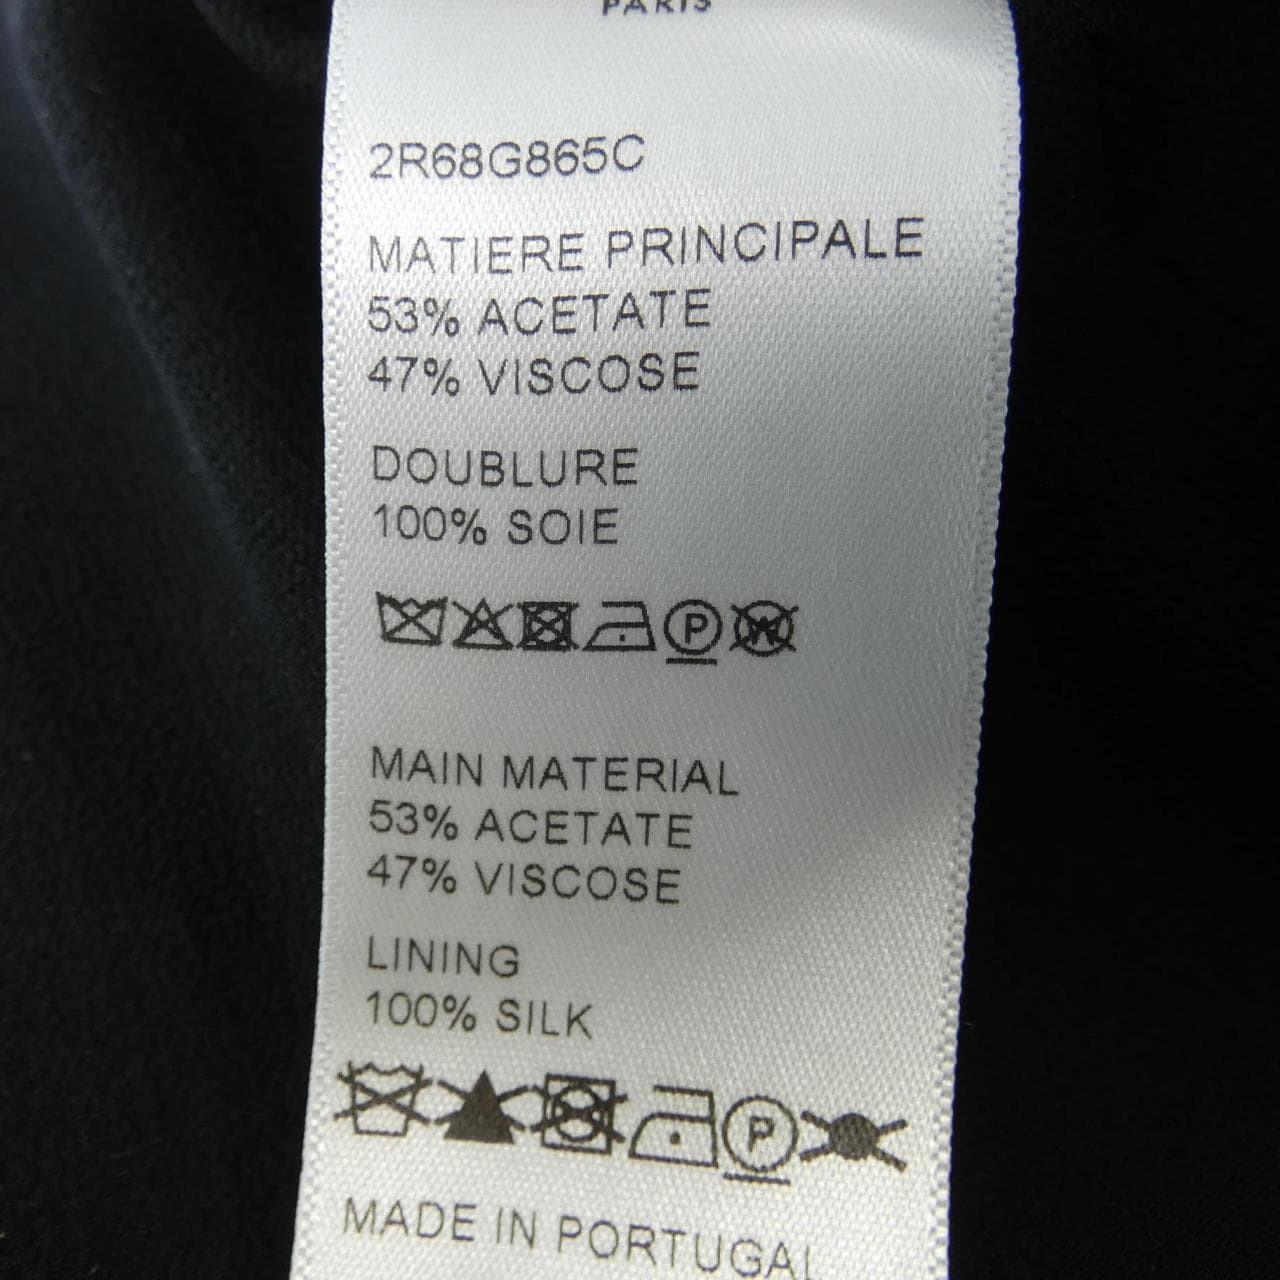 PARIS
2R68G865C
MATIERE PRINCIPALE
53% ACETATE
47% VISCOSE
DOUBLURE
100% SOIE
P W
MAIN MATERIAL
53% ACETATE
47% VISCOSE
LINING
100% SILK
P
MADE IN PORTUGAL